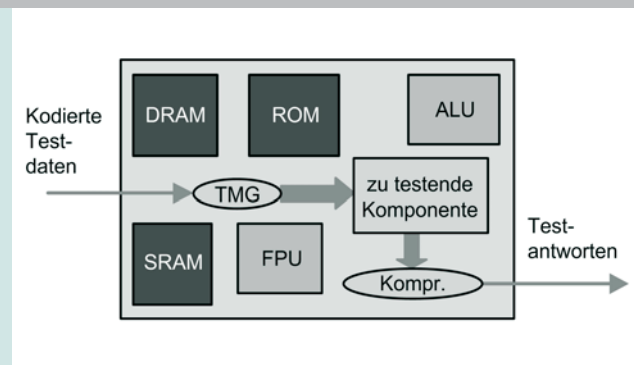 Kodierte
Test-
daten
DRAM
ROM
ALU
TMG
zu testende
Komponente
SRAM
FPU
Kompr.
Test-
antworten